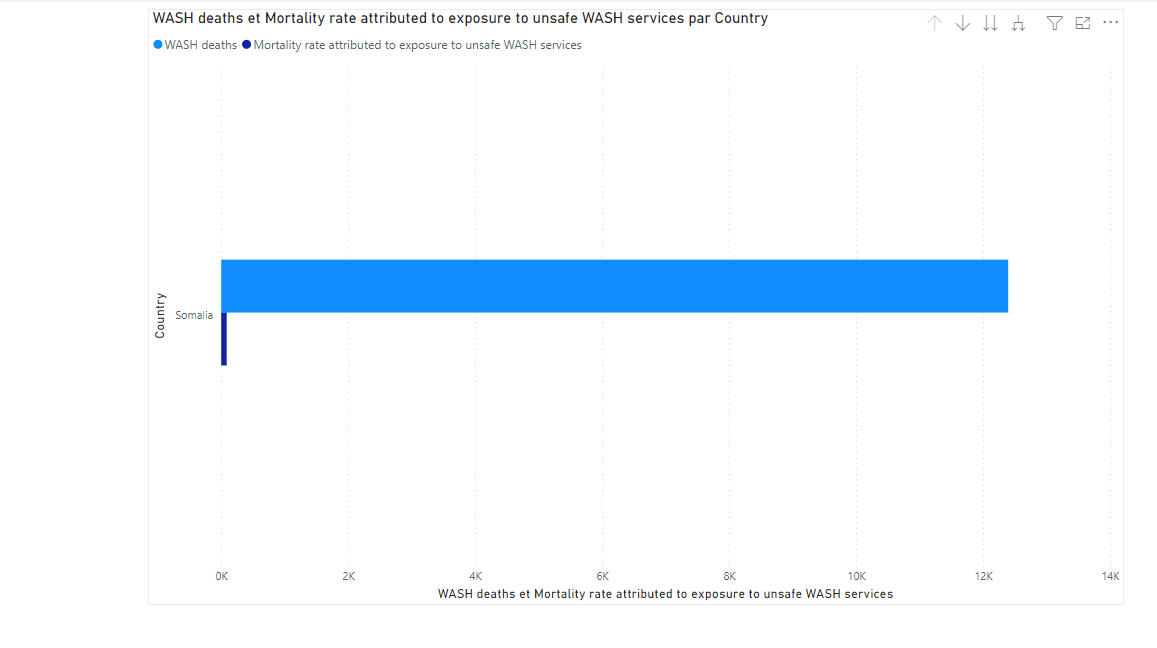 WASH deaths et Mortality rate attributed to exposure to unsafe WASH services par Country
WASH deaths Mortality rate attributed to exposure to unsafe WASH services
Country
Somalia
0K 2K 4K 6K 8K 10K 12K 14K
WASH deaths et Mortality rate attributed to exposure to unsafe WASH services